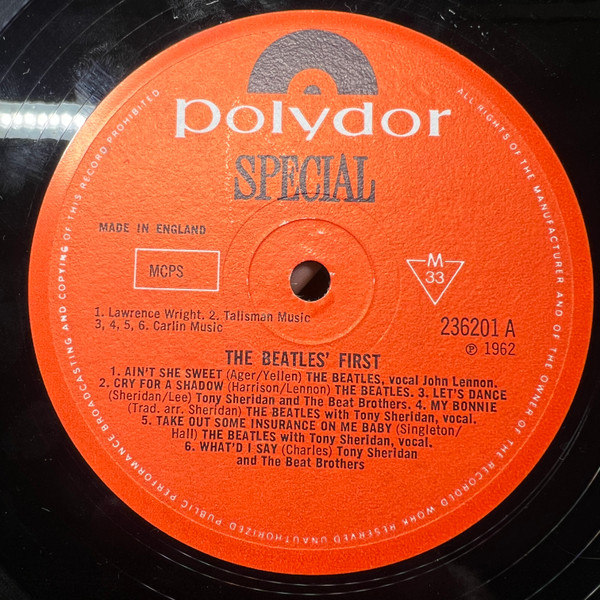 polydor
SPECIAL
MADE IN ENGLAND
MCPS
M
33
1. Lawrence Wright, 2. Talisman Music
3, 4, 5, 6. Carlin Music
236201 A
℗ 1962
THE BEATLES' FIRST
1. AIN'T SHE SWEET (Ager/Yellen) THE BEATLES, vocal John Lennon.
2. CRY FOR A SHADOW (Harrison/Lennon) THE BEATLES. 3. LET'S DANCE
(Sheridan/Lee) Tony Sheridan and The Beat Brothers. 4. MY BONNIE
(Trad. arr. Sheridan) THE BEATLES with Tony Sheridan, vocal.
5. TAKE OUT SOME INSURANCE ON ME BABY (Singleton/
Hall) THE BEATLES with Tony Sheridan, vocal.
6. WHAT'D I SAY (Charles) Tony Sheridan
and The Beat Brothers
ALL RIGHTS OF THE MANUFACTURER AND OF THE OWNER OF THE RECORDED WORK RESERVED UNAUTHORIZED PUBLIC PERFORMANCE BROADCASTING AND COPYING OF THIS RECORD PROHIBITED